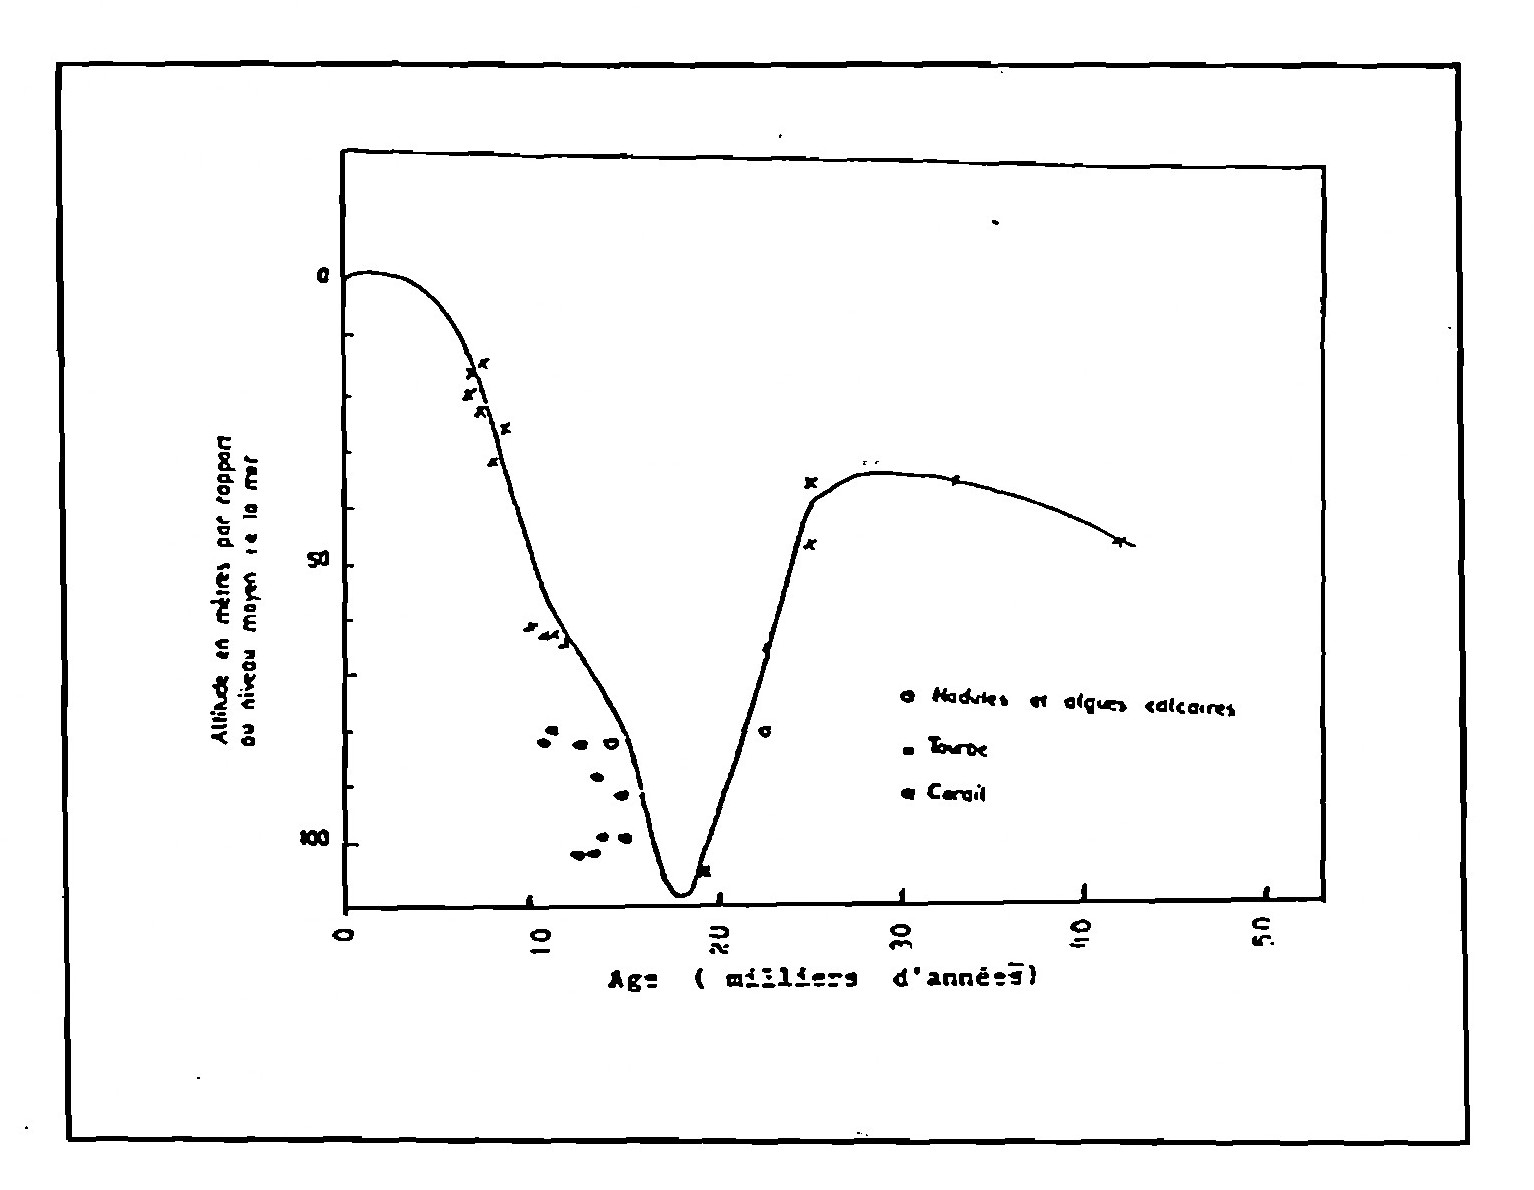 0
50
100
Altitude en mètres par rapport
au niveau moyen de la mer
Nodules et algues calcaires
Tourbe
Corail
0 10 20 30 40 50
Age ( milliers d'années)